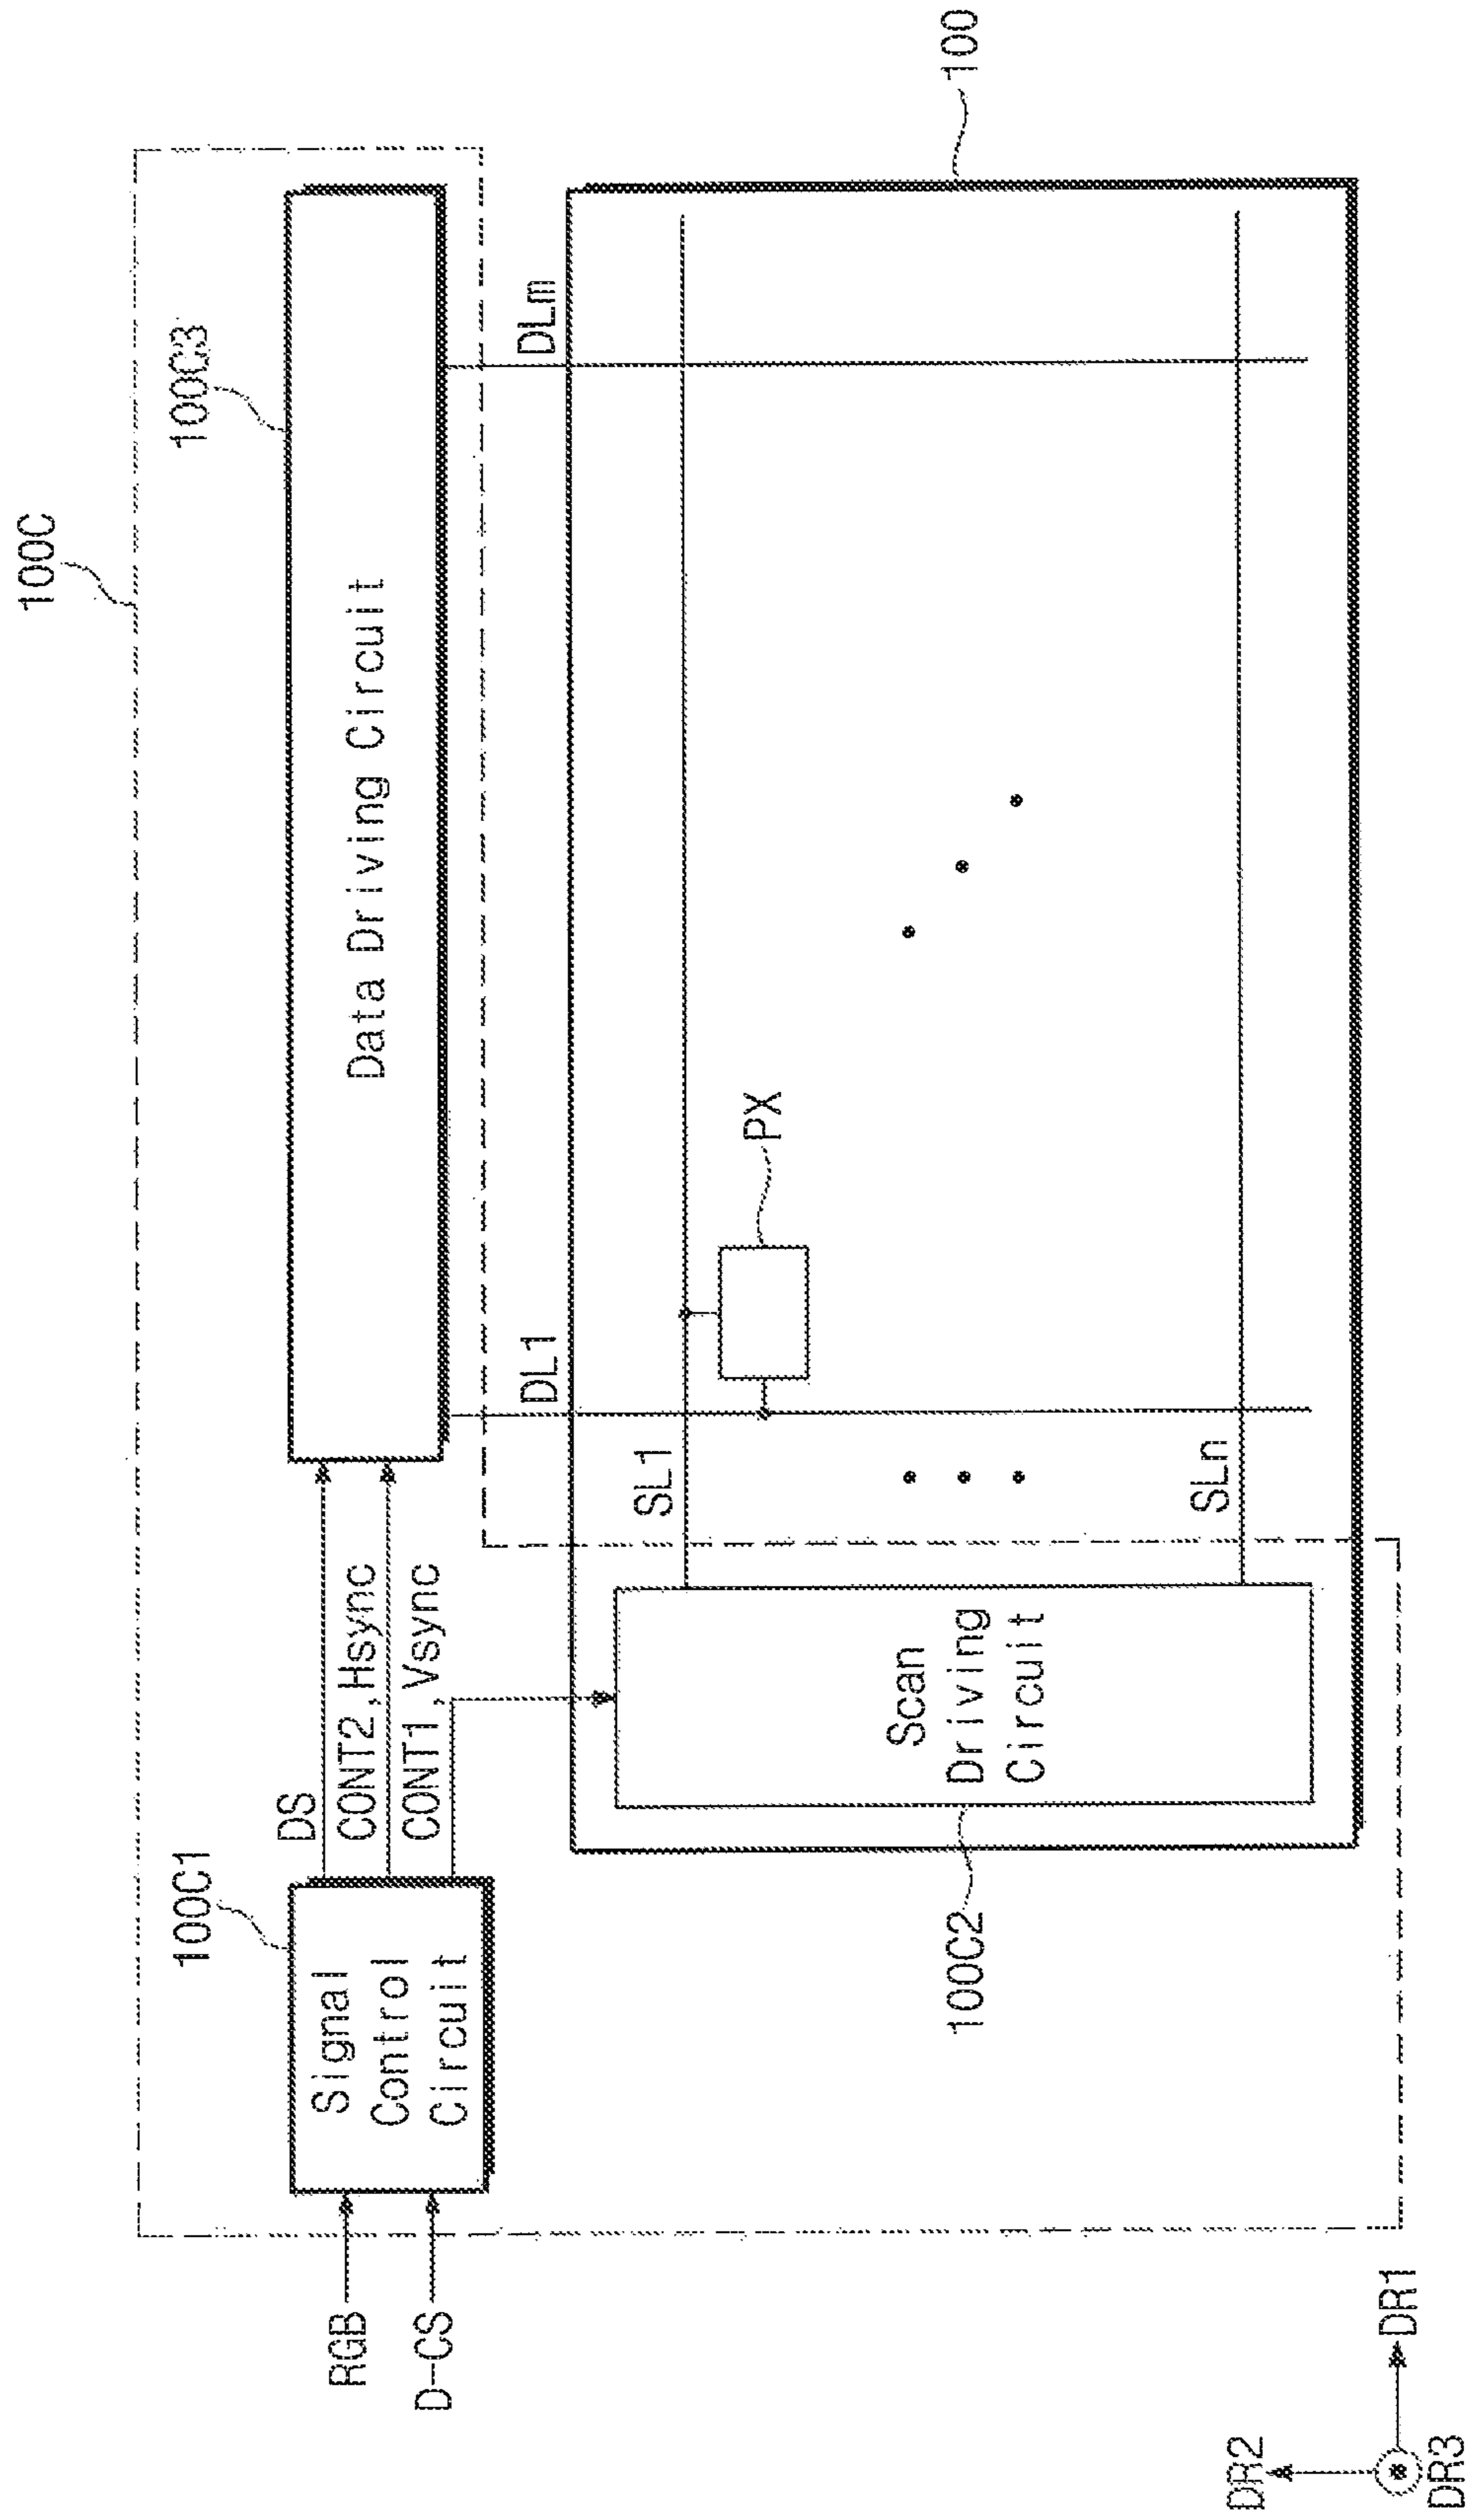 100C
100C3
100C1
Data Driving Circuit
DS
CONT2,Hsync
CONT1,Vsync
Signal
Control
Circuit
RGB
D-CS
DL1
DLm
100
SL1
PX
Scan
Driving
Circuit
100C2
SLn
DR2
DR1
DR3